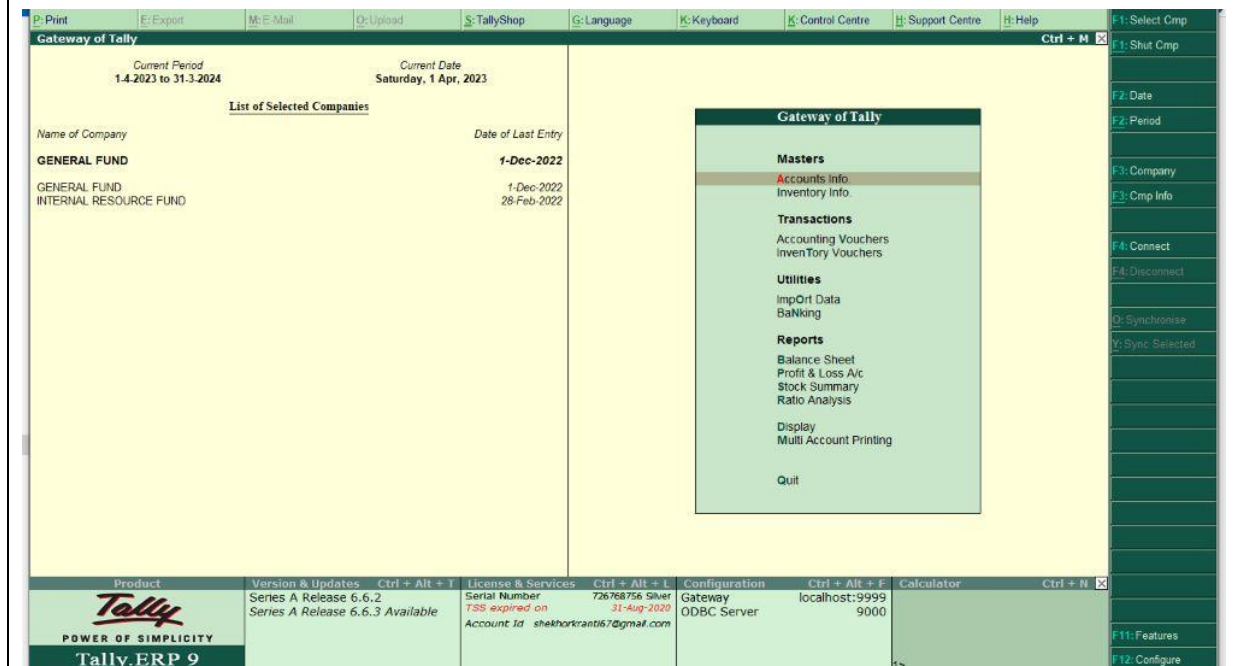 P: Print E: Export M: E-Mail O: Upload S: TallyShop G: Language K: Keyboard K: Control Centre H: Support Centre H: Help
Gateway of Tally Ctrl + M
Current Period Current Date
1-4-2023 to 31-3-2024 Saturday, 1 Apr, 2023
List of Selected Companies
Name of Company Date of Last Entry
GENERAL FUND 1-Dec-2022
GENERAL FUND 1-Dec-2022
INTERNAL RESOURCE FUND 28-Feb-2022
Gateway of Tally
Masters
Accounts Info.
Inventory Info.
Transactions
Accounting Vouchers
InvenTory Vouchers
Utilities
ImpOrt Data
BaNking
Reports
Balance Sheet
Profit & Loss A/c
Stock Summary
Ratio Analysis
Display
Multi Account Printing
Quit
F1: Select Cmp
F1: Shut Cmp
F2: Date
F2: Period
F3: Company
F3: Cmp Info
F4: Connect
F4: Disconnect
O: Synchronise
Y: Sync Selected
F11: Features
F12: Configure
Product
Tally
POWER OF SIMPLICITY
Tally.ERP 9
Version & Updates Ctrl + Alt + T
Series A Release 6.6.2
Series A Release 6.6.3 Available
License & Services Ctrl + Alt + L
Serial Number 726768756 Silver
TSS expired on 31-Aug-2020
Account Id shekhorkranti67@gmail.com
Configuration Ctrl + Alt + F
Gateway localhost:9999
ODBC Server 9000
Calculator Ctrl + N
1>